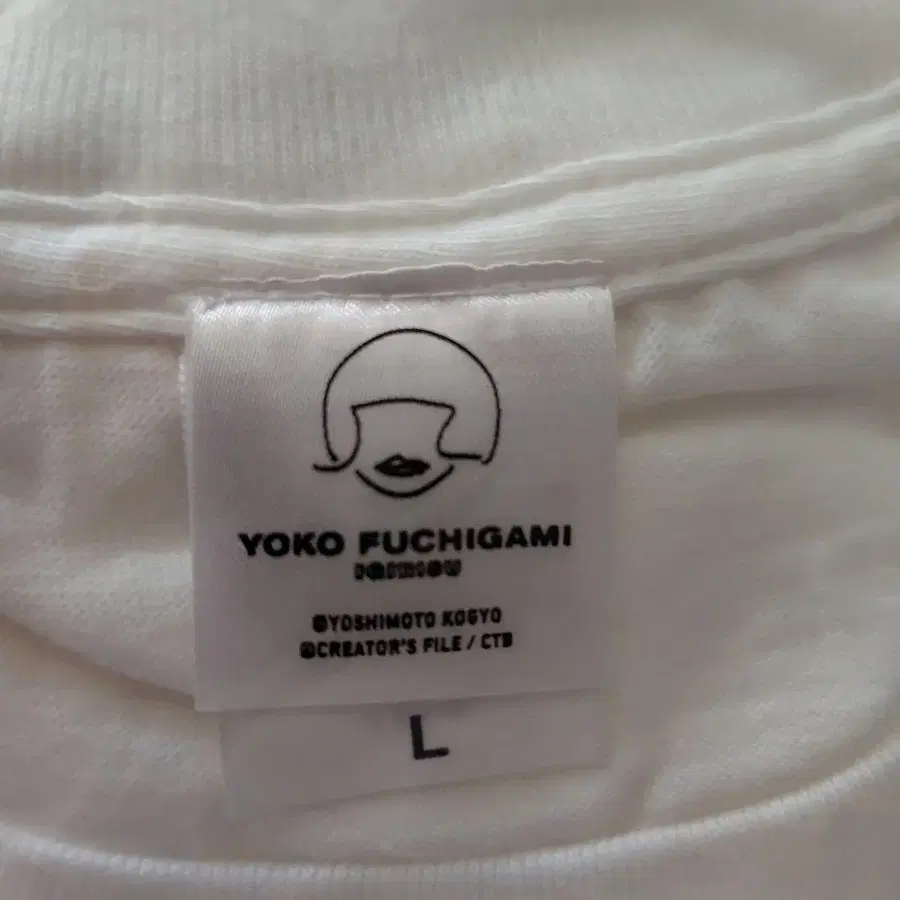 YOKO FUCHIGAMI
©YOSHIMOTO KOGYO
©CREATOR'S FILE / CTB
L